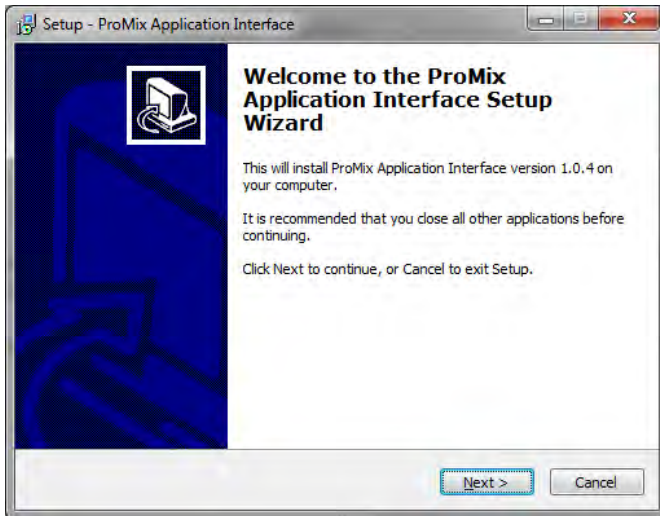 Setup - ProMix Application Interface
Welcome to the ProMix
Application Interface Setup
Wizard
This will install ProMix Application Interface version 1.0.4 on
your computer.
It is recommended that you close all other applications before
continuing.
Click Next to continue, or Cancel to exit Setup.
Next >
Cancel